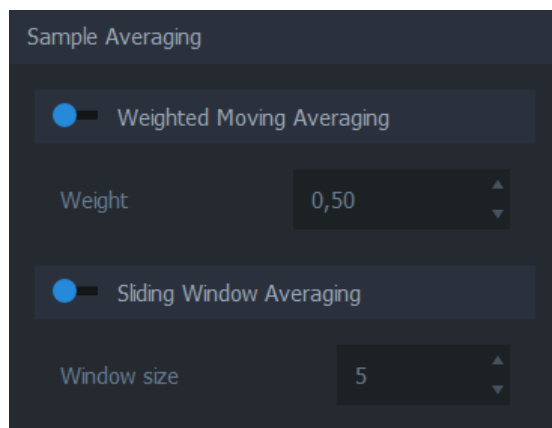 Sample Averaging
Weighted Moving Averaging
Weight 0,50
Sliding Window Averaging
Window size 5